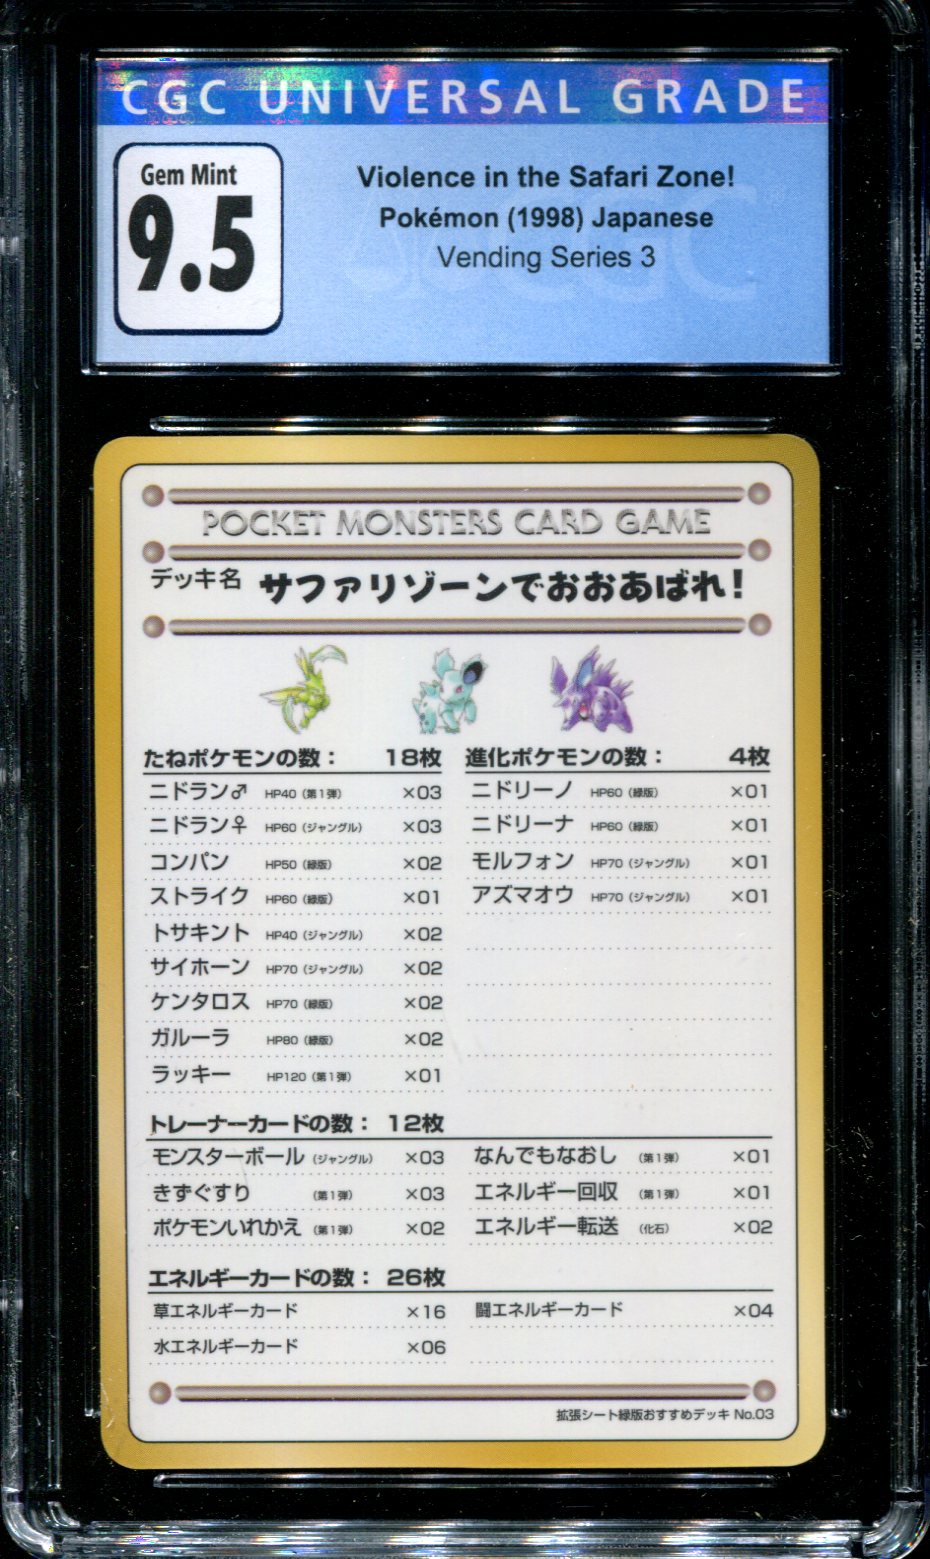 CGC UNIVERSAL GRADE
Gem Mint
9.5
Violence in the Safari Zone!
Pokémon (1998) Japanese
Vending Series 3
POCKET MONSTERS CARD GAME
デッキ名 サファリゾーンでおおあばれ!
たねポケモンの数: 18枚
ニドラン♂ HP40(第1弾) ×03
ニドラン♀ HP60(ジャングル) ×03
コンパン HP50(緑版) ×02
ストライク HP60(緑版) ×01
トサキント HP40(ジャングル) ×02
サイホーン HP70(ジャングル) ×02
ケンタロス HP70(緑版) ×02
ガルーラ HP80(緑版) ×02
ラッキー HP120(第1弾) ×01
進化ポケモンの数: 4枚
ニドリーノ HP60(緑版) ×01
ニドリーナ HP60(緑版) ×01
モルフォン HP70(ジャングル) ×01
アズマオウ HP70(ジャングル) ×01
トレーナーカードの数: 12枚
モンスターボール(ジャングル) ×03
きずぐすり (第1弾) ×03
ポケモンいれかえ(第1弾) ×02
なんでもなおし (第1弾) ×01
エネルギー回収 (第1弾) ×01
エネルギー転送 (化石) ×02
エネルギーカードの数: 26枚
草エネルギーカード ×16
水エネルギーカード ×06
闘エネルギーカード ×04
拡張シート緑版おすすめデッキ No.03